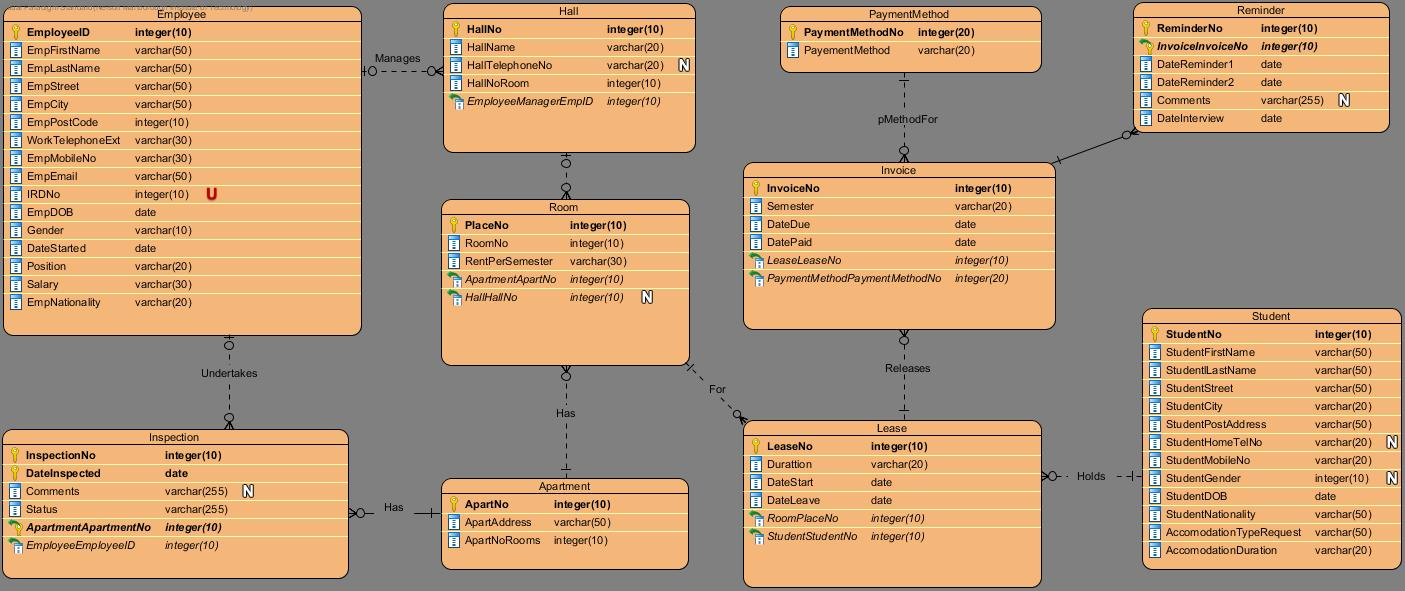 Employee
EmployeeID integer(10)
EmpFirstName varchar(50)
EmpLastName varchar(50)
EmpStreet varchar(50)
EmpCity varchar(50)
EmpPostCode integer(10)
WorkTelephoneExt varchar(30)
EmpMobileNo varchar(30)
EmpEmail varchar(50)
IRDNo integer(10) U
EmpDOB date
Gender varchar(10)
DateStarted date
Position varchar(20)
Salary varchar(30)
EmpNationality varchar(20)
Manages
Hall
HallNo integer(10)
HallName varchar(20)
HallTelephoneNo varchar(20) N
HallNoRoom integer(10)
EmployeeManagerEmpID integer(10)
PaymentMethod
PaymentMethodNo integer(20)
PayementMethod varchar(20)
Reminder
ReminderNo integer(10)
InvoiceInvoiceNo integer(10)
DateReminder1 date
DateReminder2 date
Comments varchar(255) N
DateInterview date
pMethodFor
Room
PlaceNo integer(10)
RoomNo integer(10)
RentPerSemester varchar(30)
ApartmentApartNo integer(10)
HallHallNo integer(10) N
Invoice
InvoiceNo integer(10)
Semester varchar(20)
DateDue date
DatePaid date
LeaseLeaseNo integer(10)
PaymentMethodPaymentMethodNo integer(20)
Undertakes
Has
For
Releases
Student
StudentNo integer(10)
StudentFirstName varchar(50)
StudentlLastName varchar(50)
StudentStreet varchar(50)
StudentCity varchar(20)
StudentPostAddress varchar(50)
StudentHomeTelNo varchar(20) N
StudentMobileNo varchar(20)
StudentGender integer(10) N
StudentDOB date
StudentNationality varchar(50)
AccomodationTypeRequest varchar(50)
AccomodationDuration varchar(20)
Inspection
InspectionNo integer(10)
DateInspected date
Comments varchar(255) N
Status varchar(255)
ApartmentApartmentNo integer(10)
EmployeeEmployeeID integer(10)
Has
Apartment
ApartNo integer(10)
ApartAddress varchar(50)
ApartNoRooms integer(10)
Lease
LeaseNo integer(10)
Durattion varchar(20)
DateStart date
DateLeave date
RoomPlaceNo integer(10)
StudentStudentNo integer(10)
Holds